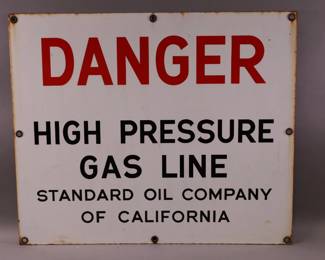 DANGER
HIGH PRESSURE
GAS LINE
STANDARD OIL COMPANY
OF CALIFORNIA